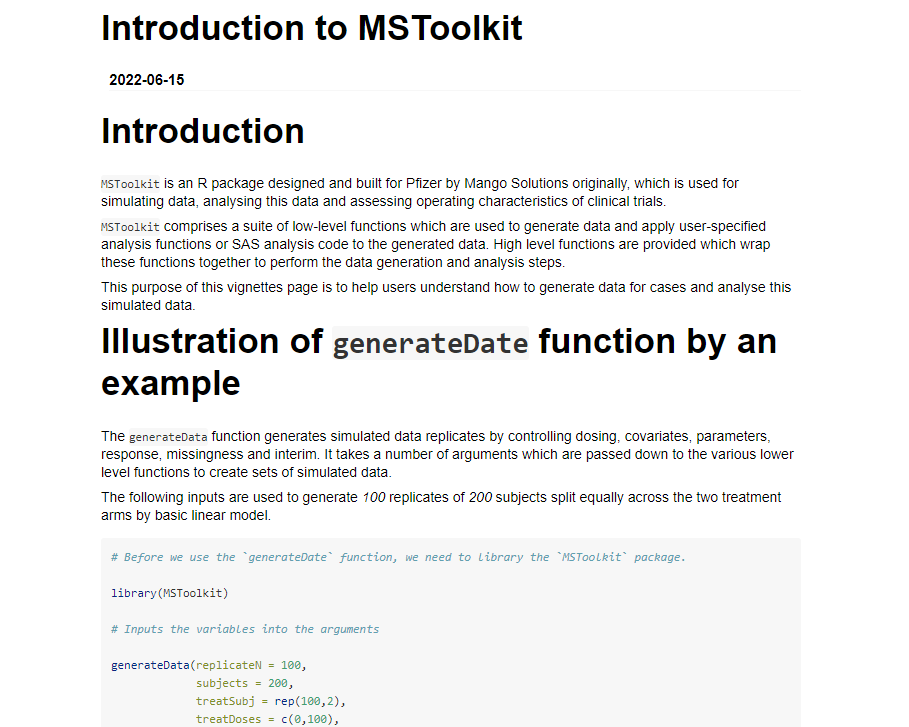 Introduction to MSToolkit
2022-06-15
Introduction
MSToolkit is an R package designed and built for Pfizer by Mango Solutions originally, which is used for
simulating data, analysing this data and assessing operating characteristics of clinical trials.
MSToolkit comprises a suite of low-level functions which are used to generate data and apply user-specified
analysis functions or SAS analysis code to the generated data. High level functions are provided which wrap
these functions together to perform the data generation and analysis steps.
This purpose of this vignettes page is to help users understand how to generate data for cases and analyse this
simulated data.
Illustration of generateDate function by an
example
The generateData function generates simulated data replicates by controlling dosing, covariates, parameters,
response, missingness and interim. It takes a number of arguments which are passed down to the various lower
level functions to create sets of simulated data.
The following inputs are used to generate 100 replicates of 200 subjects split equally across the two treatment
arms by basic linear model.
# Before we use the `generateDate` function, we need to library the `MSToolkit` package.
library(MSToolkit)
# Inputs the variables into the arguments
generateData(replicateN = 100,
subjects = 200,
treatSubj = rep(100,2),
treatDoses = c(0,100),